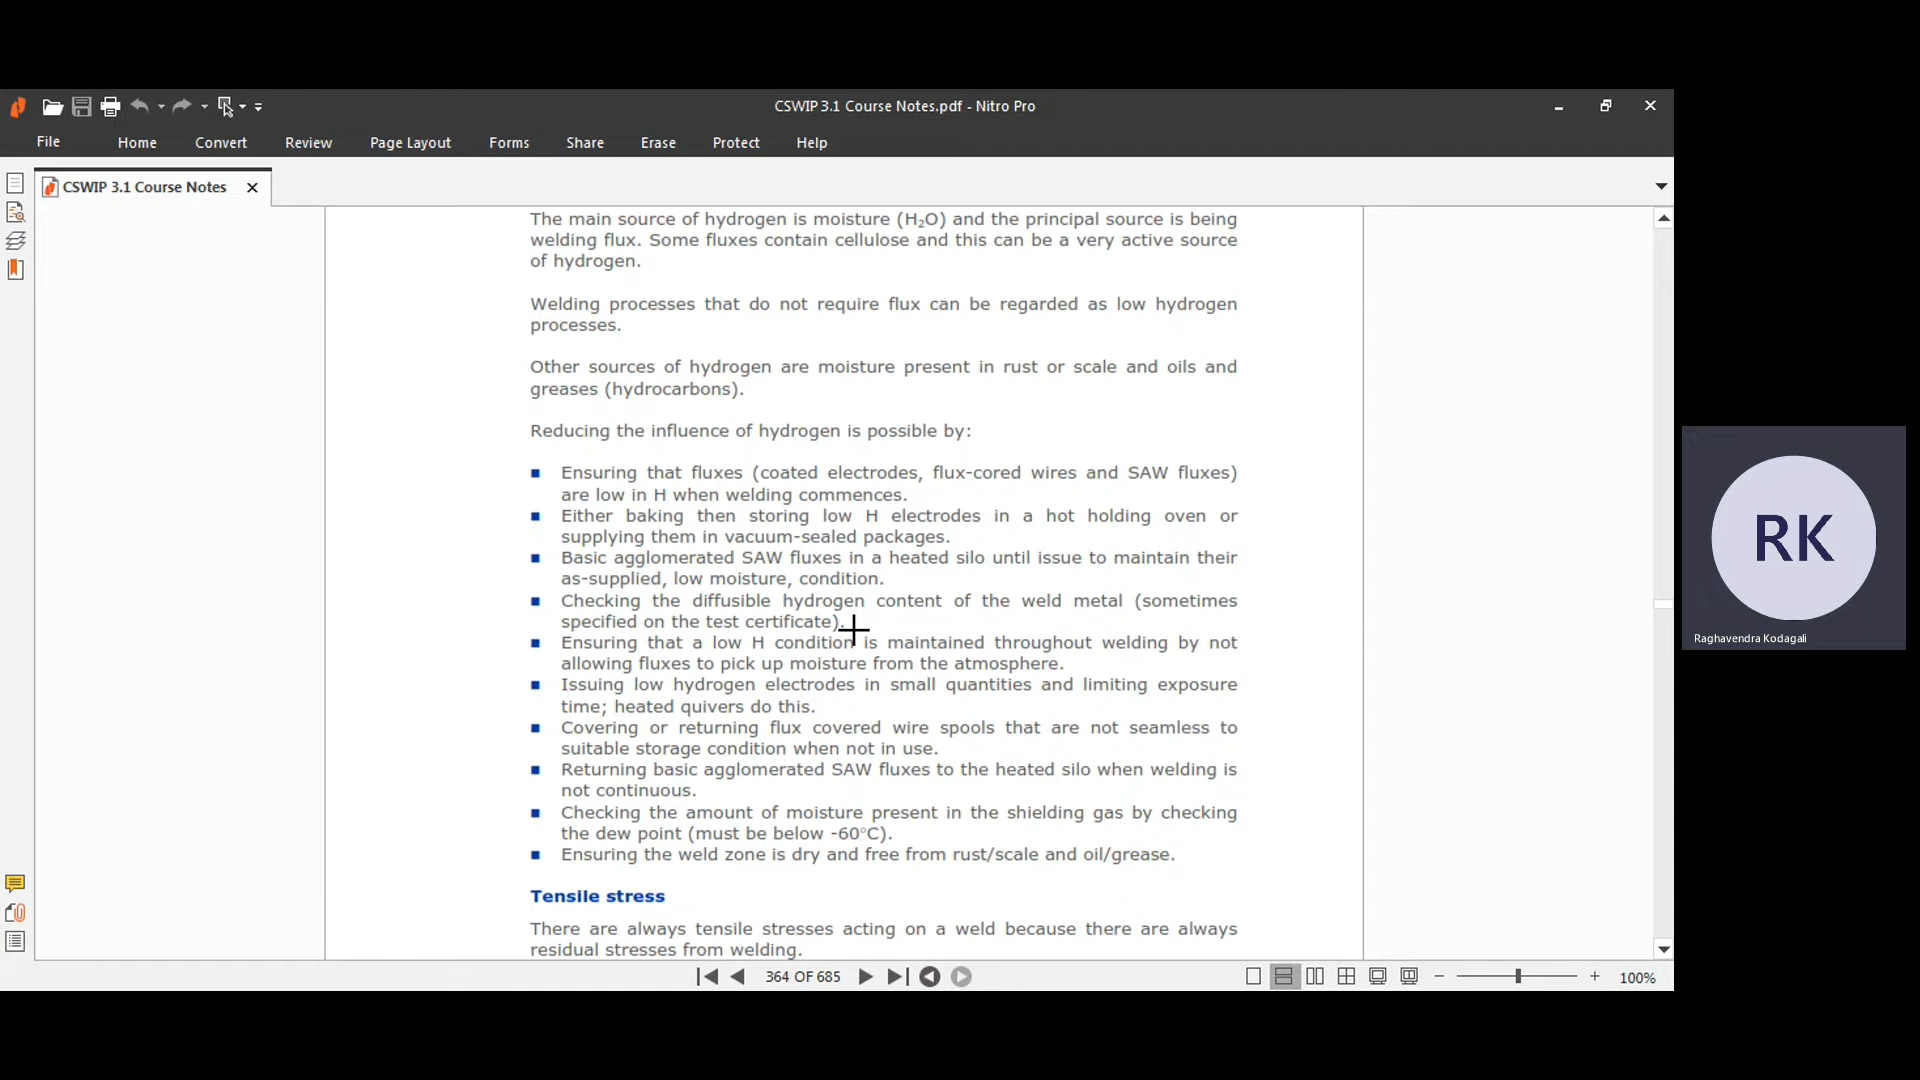 CSWIP 3.1 Course Notes.pdf - Nitro Pro
File Home Convert Review Page Layout Forms Share Erase Protect Help
CSWIP 3.1 Course Notes
The main source of hydrogen is moisture (H₂O) and the principal source is being
welding flux. Some fluxes contain cellulose and this can be a very active source
of hydrogen.
Welding processes that do not require flux can be regarded as low hydrogen
processes.
Other sources of hydrogen are moisture present in rust or scale and oils and
greases (hydrocarbons).
Reducing the influence of hydrogen is possible by:
■ Ensuring that fluxes (coated electrodes, flux-cored wires and SAW fluxes)
are low in H when welding commences.
■ Either baking then storing low H electrodes in a hot holding oven or
supplying them in vacuum-sealed packages.
■ Basic agglomerated SAW fluxes in a heated silo until issue to maintain their
as-supplied, low moisture, condition.
■ Checking the diffusible hydrogen content of the weld metal (sometimes
specified on the test certificate).
■ Ensuring that a low H condition is maintained throughout welding by not
allowing fluxes to pick up moisture from the atmosphere.
■ Issuing low hydrogen electrodes in small quantities and limiting exposure
time; heated quivers do this.
■ Covering or returning flux covered wire spools that are not seamless to
suitable storage condition when not in use.
■ Returning basic agglomerated SAW fluxes to the heated silo when welding is
not continuous.
■ Checking the amount of moisture present in the shielding gas by checking
the dew point (must be below -60°C).
■ Ensuring the weld zone is dry and free from rust/scale and oil/grease.
Tensile stress
There are always tensile stresses acting on a weld because there are always
residual stresses from welding.
364 OF 685
100%
RK
Raghavendra Kodagali